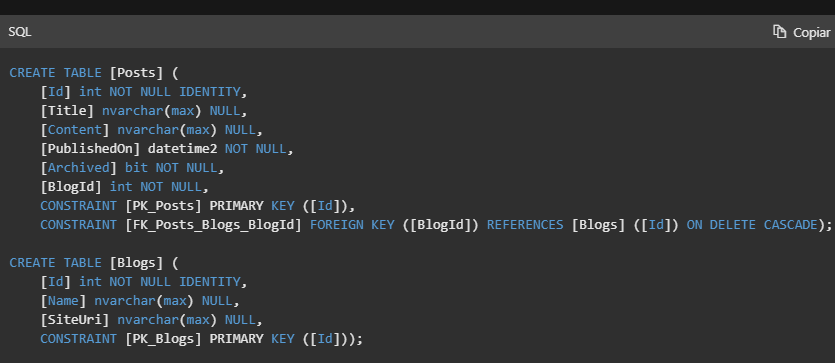 SQL
Copiar
CREATE TABLE [Posts] (
    [Id] int NOT NULL IDENTITY,
    [Title] nvarchar(max) NULL,
    [Content] nvarchar(max) NULL,
    [PublishedOn] datetime2 NOT NULL,
    [Archived] bit NOT NULL,
    [BlogId] int NOT NULL,
    CONSTRAINT [PK_Posts] PRIMARY KEY ([Id]),
    CONSTRAINT [FK_Posts_Blogs_BlogId] FOREIGN KEY ([BlogId]) REFERENCES [Blogs] ([Id]) ON DELETE CASCADE);
CREATE TABLE [Blogs] (
    [Id] int NOT NULL IDENTITY,
    [Name] nvarchar(max) NULL,
    [SiteUri] nvarchar(max) NULL,
    CONSTRAINT [PK_Blogs] PRIMARY KEY ([Id]));